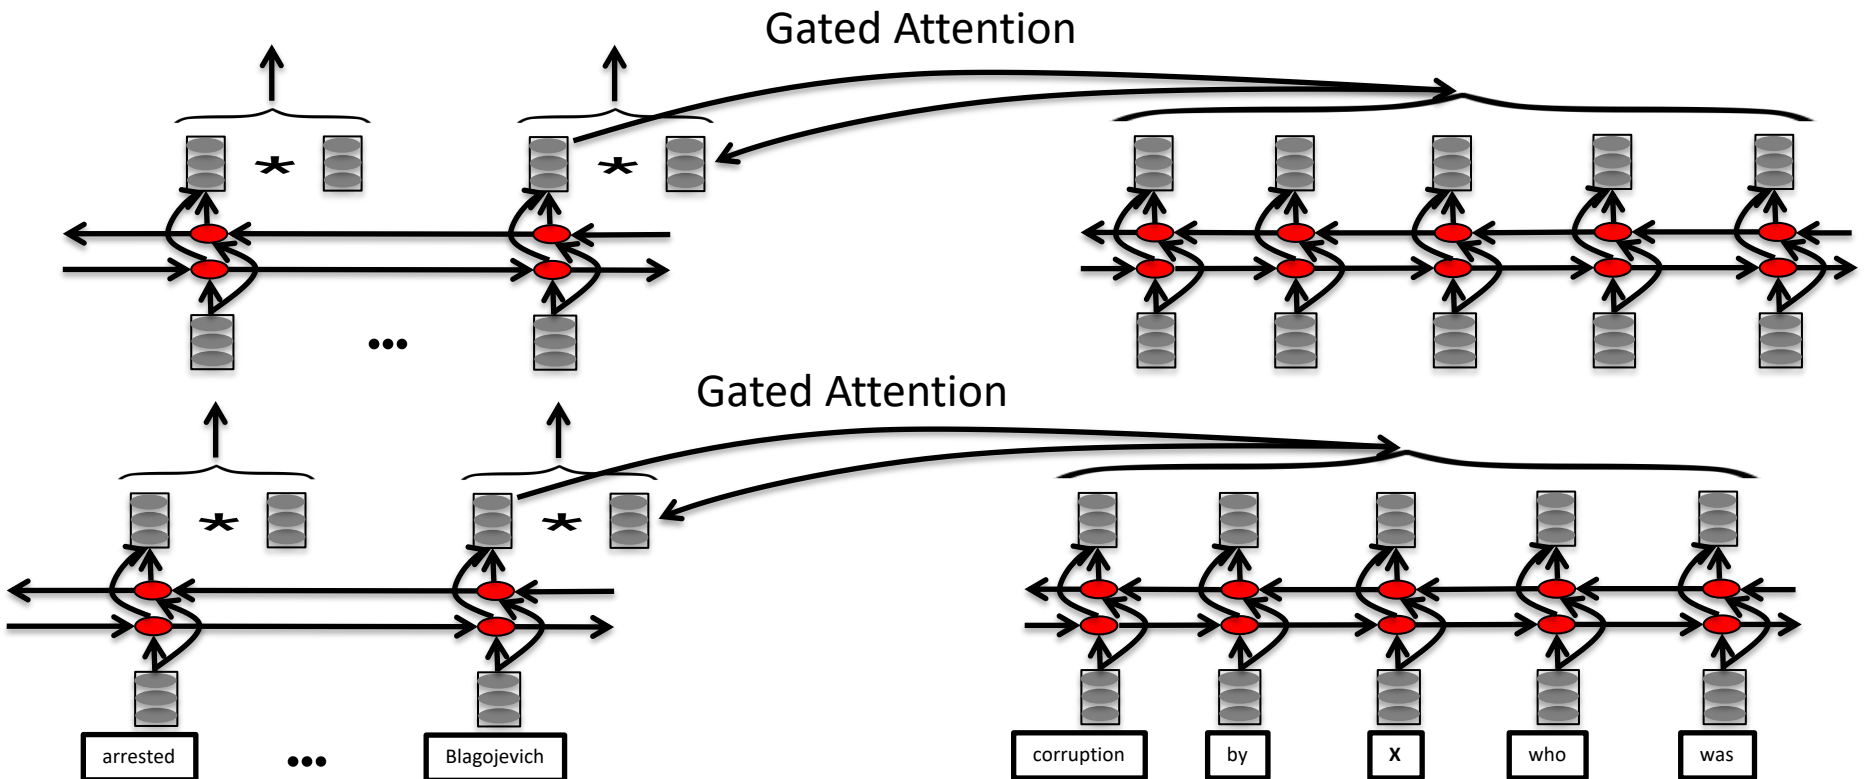 Gated Attention
*
*
•••
Gated Attention
*
*
arrested ••• Blagojevich corruption by X who was